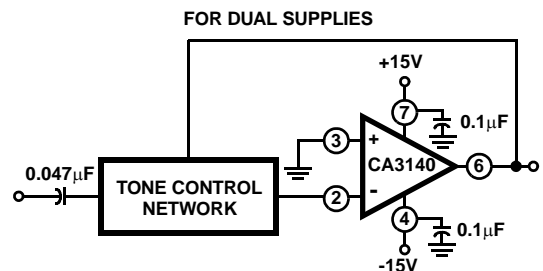 FOR DUAL SUPPLIES
+15V
7
0.1μF
3
+
CA3140
6
0.047μF
TONE CONTROL
NETWORK
2
-
4
0.1μF
-15V